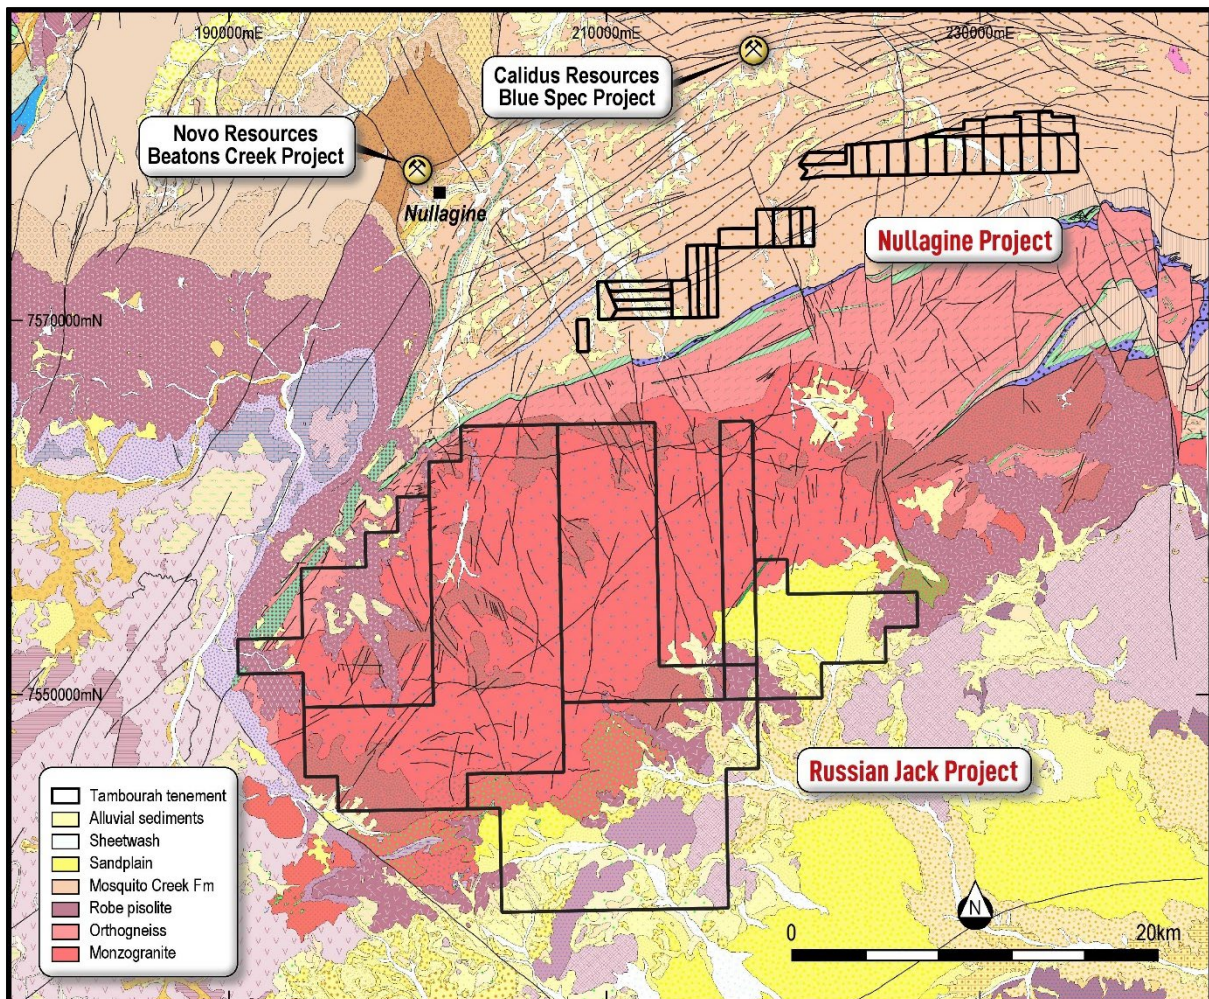 190000mE
210000mE
230000mE
Calidus Resources
Blue Spec Project
Novo Resources
Beatons Creek Project
Nullagine
Nullagine Project
7570000mN
7550000mN
Russian Jack Project
Tambourah tenement
Alluvial sediments
Sheetwash
Sandplain
Mosquito Creek Fm
Robe pisolite
Orthogneiss
Monzogranite
N
0
20km